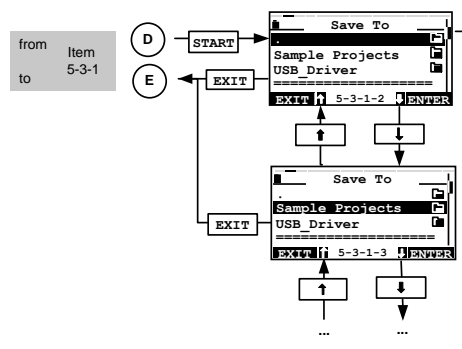 from
Item
5-3-1
to
D
START
E
EXIT
Save To
.
Sample Projects
USB_Driver
====================
EXIT ↑ 5-3-1-2 ↓ ENTER
↑
↓
Save To
.
Sample Projects
USB_Driver
====================
EXIT ↑ 5-3-1-3 ↓ ENTER
EXIT
↑
↓
...
...